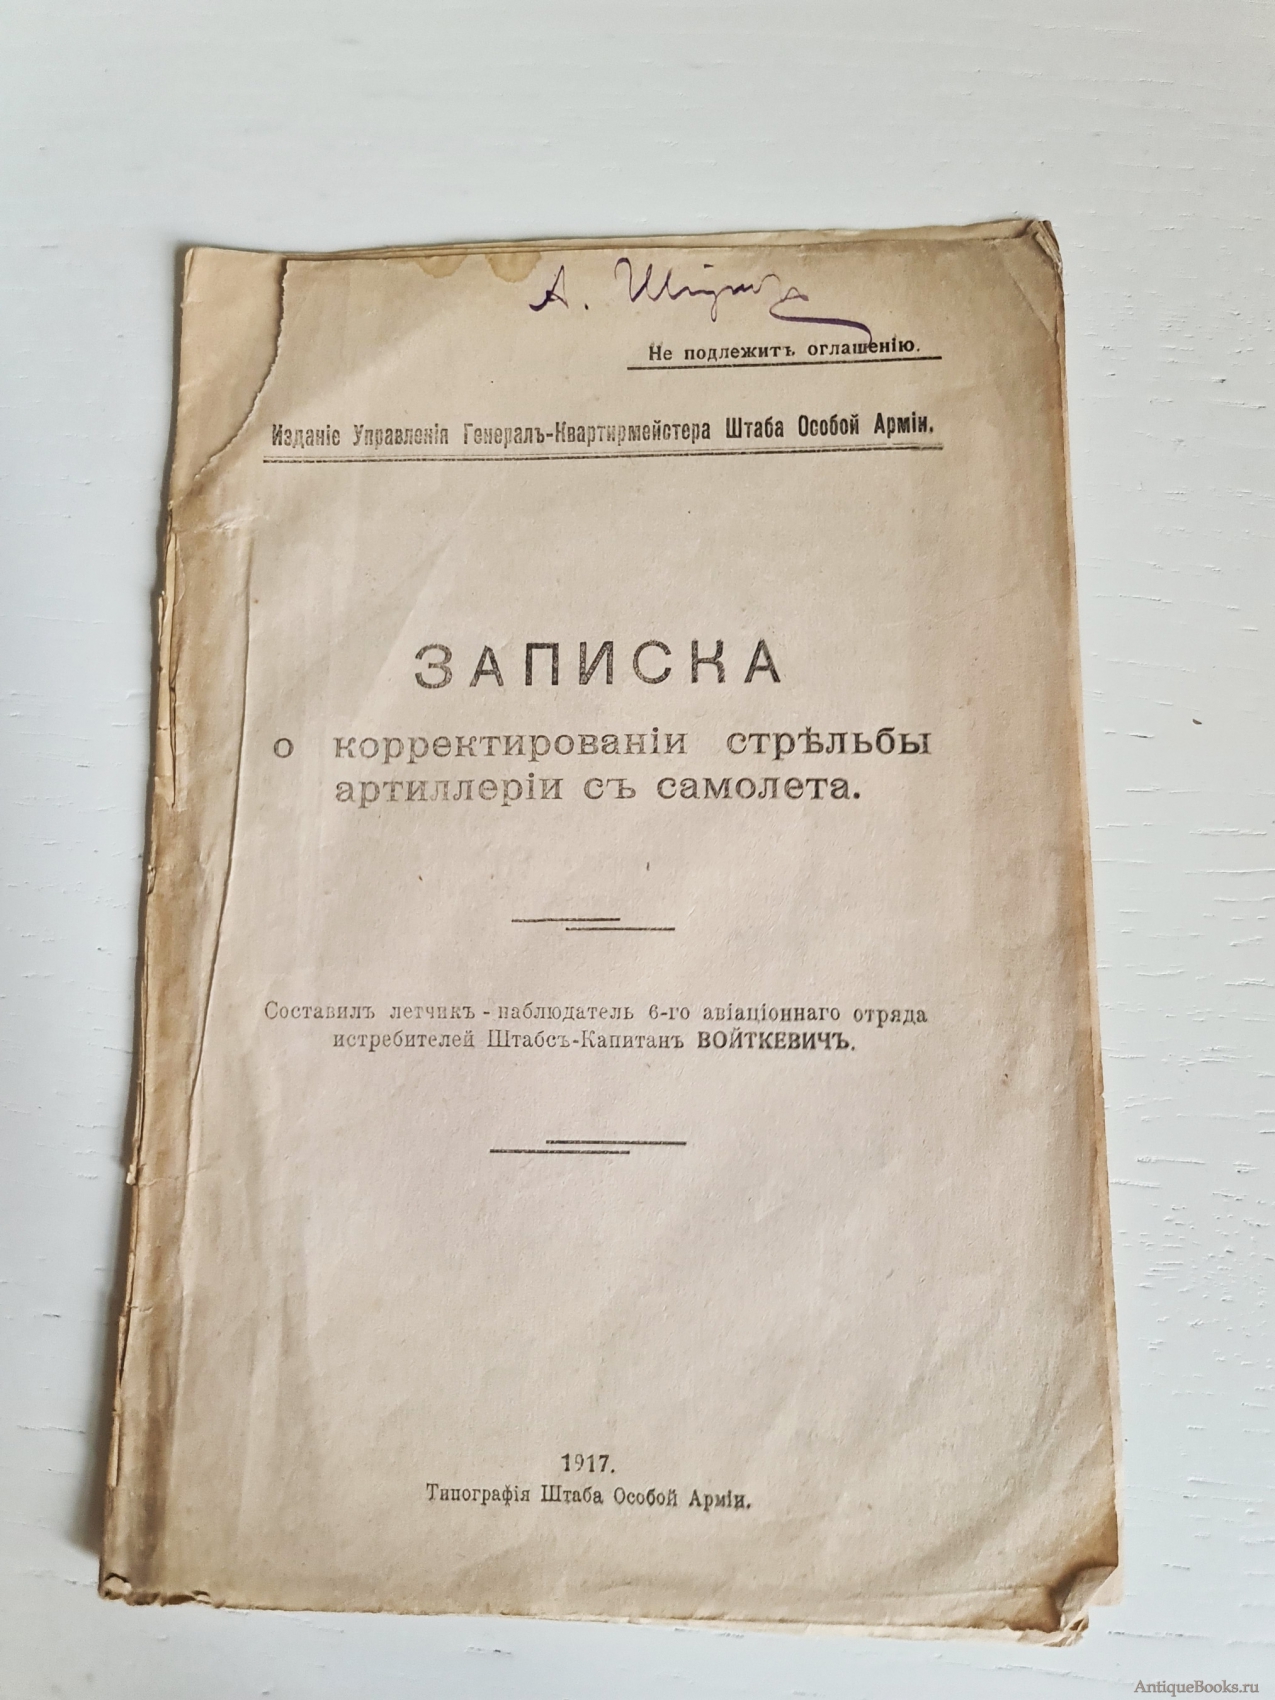 А.
Не подлежитъ оглашенію.
Изданіе Управленія Генералъ-Квартирмейстера Штаба Особой Арміи.
ЗАПИСКА
о корректированіи стрѣльбы
артиллеріи съ самолета.
Составилъ летчикъ - наблюдатель 6-го авіаціоннаго отряда
истребителей Штабсъ-Капитанъ ВОЙТКЕВИЧЪ.
1917.
Типографія Штаба Особой Арміи.
AntiqueBooks.ru